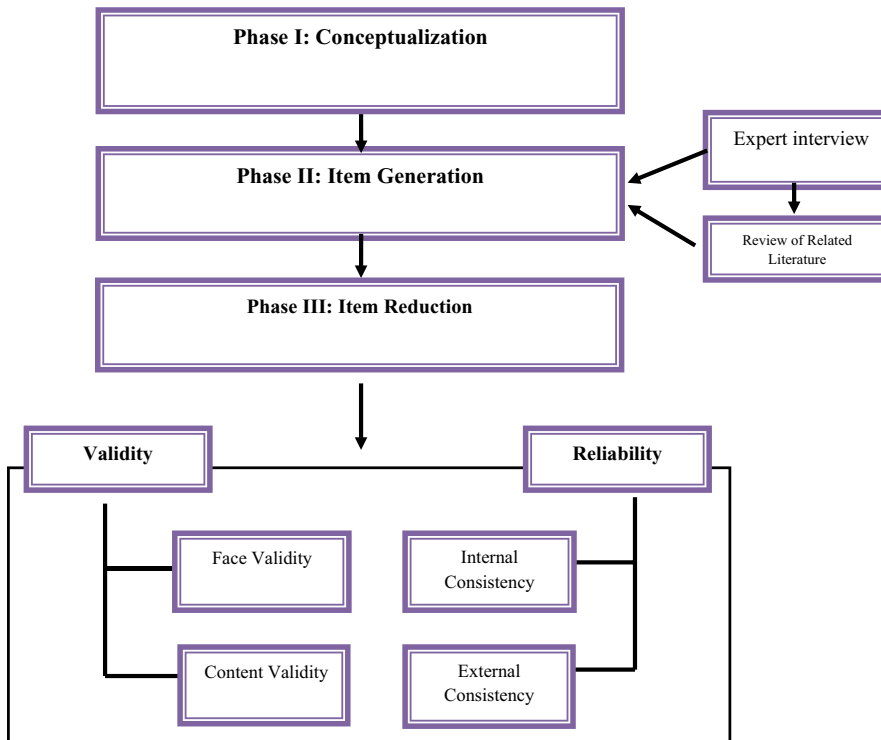 Phase I: Conceptualization
Expert interview
Phase II: Item Generation
Review of Related
Literature
Phase III: Item Reduction
Validity
Reliability
Face Validity
Internal
Consistency
Content Validity
External
Consistency